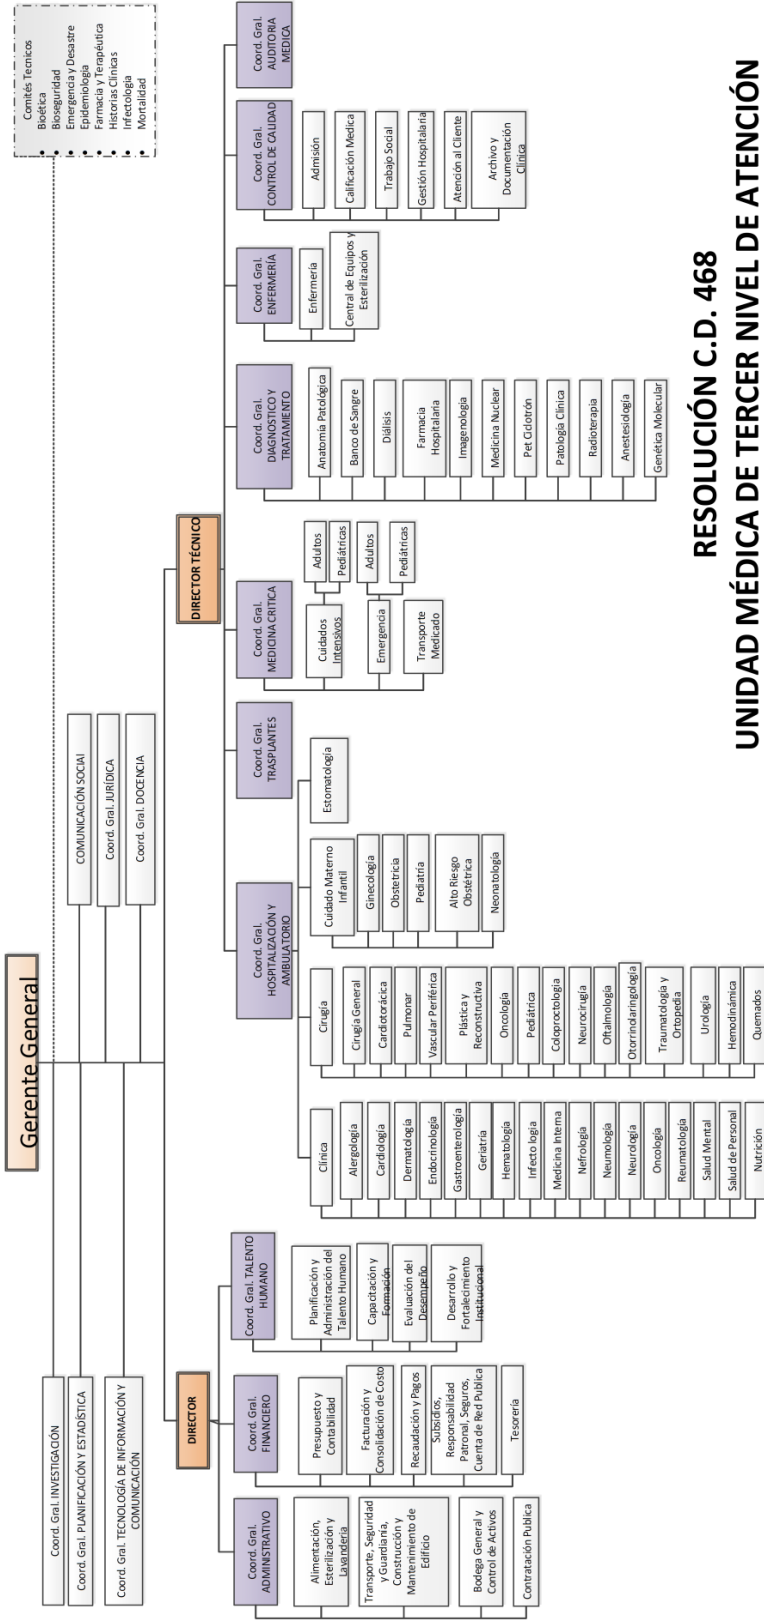 Gerente General
Comités Tecnicos
Bioética
Bioseguridad
Emergencia y Desastre
Epidemiología
Farmacia y Terapéutica
Historias Clínicas
Infectología
Mortalidad
Coord. Gral. INVESTIGACIÓN
Coord. Gral. PLANIFICACIÓN Y ESTADÍSTICA
Coord. Gral. TECNOLOGÍA DE INFORMACIÓN Y
COMUNICACIÓN
COMUNICACIÓN SOCIAL
Coord. Gral. JURÍDICA
Coord. Gral. DOCENCIA
DIRECTOR
DIRECTOR TÉCNICO
Coord. Gral.
ADMINISTRATIVO
Alimentación,
Esterilización y
Lavandería
Transporte, Seguridad
y Guardianía,
Construcción y
Mantenimiento de
Edificio
Bodega General y
Control de Activos
Contratación Publica
Coord. Gral.
FINANCIERO
Presupuesto y
Contabilidad
Facturación y
Consolidación de Costo
Recaudación y Pagos
Subsidios,
Responsabilidad
Patronal, Seguros,
Cuenta de Red Publica
Tesorería
Coord. Gral. TALENTO
HUMANO
Planificación y
Administración del
Talento Humano
Capacitación y
Formación
Evaluación del
Desempeño
Desarrollo y
Fortalecimiento
Institucional
Coord. Gral.
HOSPITALIZACIÓN Y
AMBULATORIO
Clínica
Alergología
Cardiología
Dermatología
Endocrinología
Gastroenterología
Geriatría
Hematología
Infecto logia
Medicina Interna
Nefrología
Neumología
Neurología
Oncología
Reumatología
Salud Mental
Salud de Personal
Nutrición
Cirugía
Cirugía General
Cardiotorácica
Pulmonar
Vascular Periférica
Plástica y
Reconstructiva
Oncología
Pediátrica
Coloproctología
Neurocirugía
Oftalmología
Otorrinolaringología
Traumatología y
Ortopedia
Urología
Hemodinámica
Quemados
Cuidado Materno
Infantil
Ginecología
Obstetricia
Pediatría
Alto Riesgo
Obstétrica
Neonatología
Estomatología
Coord. Gral.
TRASPLANTES
Coord. Gral.
MEDICINA CRITICA
Cuidados
Intensivos
Adultos
Pediátricas
Emergencia
Adultos
Pediátricas
Transporte
Medicado
Coord. Gral.
DIAGNOSTICO Y
TRATAMIENTO
Anatomía Patológica
Banco de Sangre
Diálisis
Farmacia
Hospitalaria
Imagenología
Medicina Nuclear
Pet Ciclotrón
Patología Clínica
Radioterapia
Anestesiología
Genética Molecular
Coord. Gral.
ENFERMERÍA
Enfermería
Central de Equipos y
Esterilización
Coord. Gral.
CONTROL DE CAUDAD
Admisión
Calificación Medica
Trabajo Social
Gestión Hospitalaria
Atención al Cliente
Archivo y
Documentación
Clínica
Coord. Gral.
AUDITORIA
MEDICA
RESOLUCIÓN C.D. 468
UNIDAD MÉDICA DE TERCER NIVEL DE ATENCIÓN